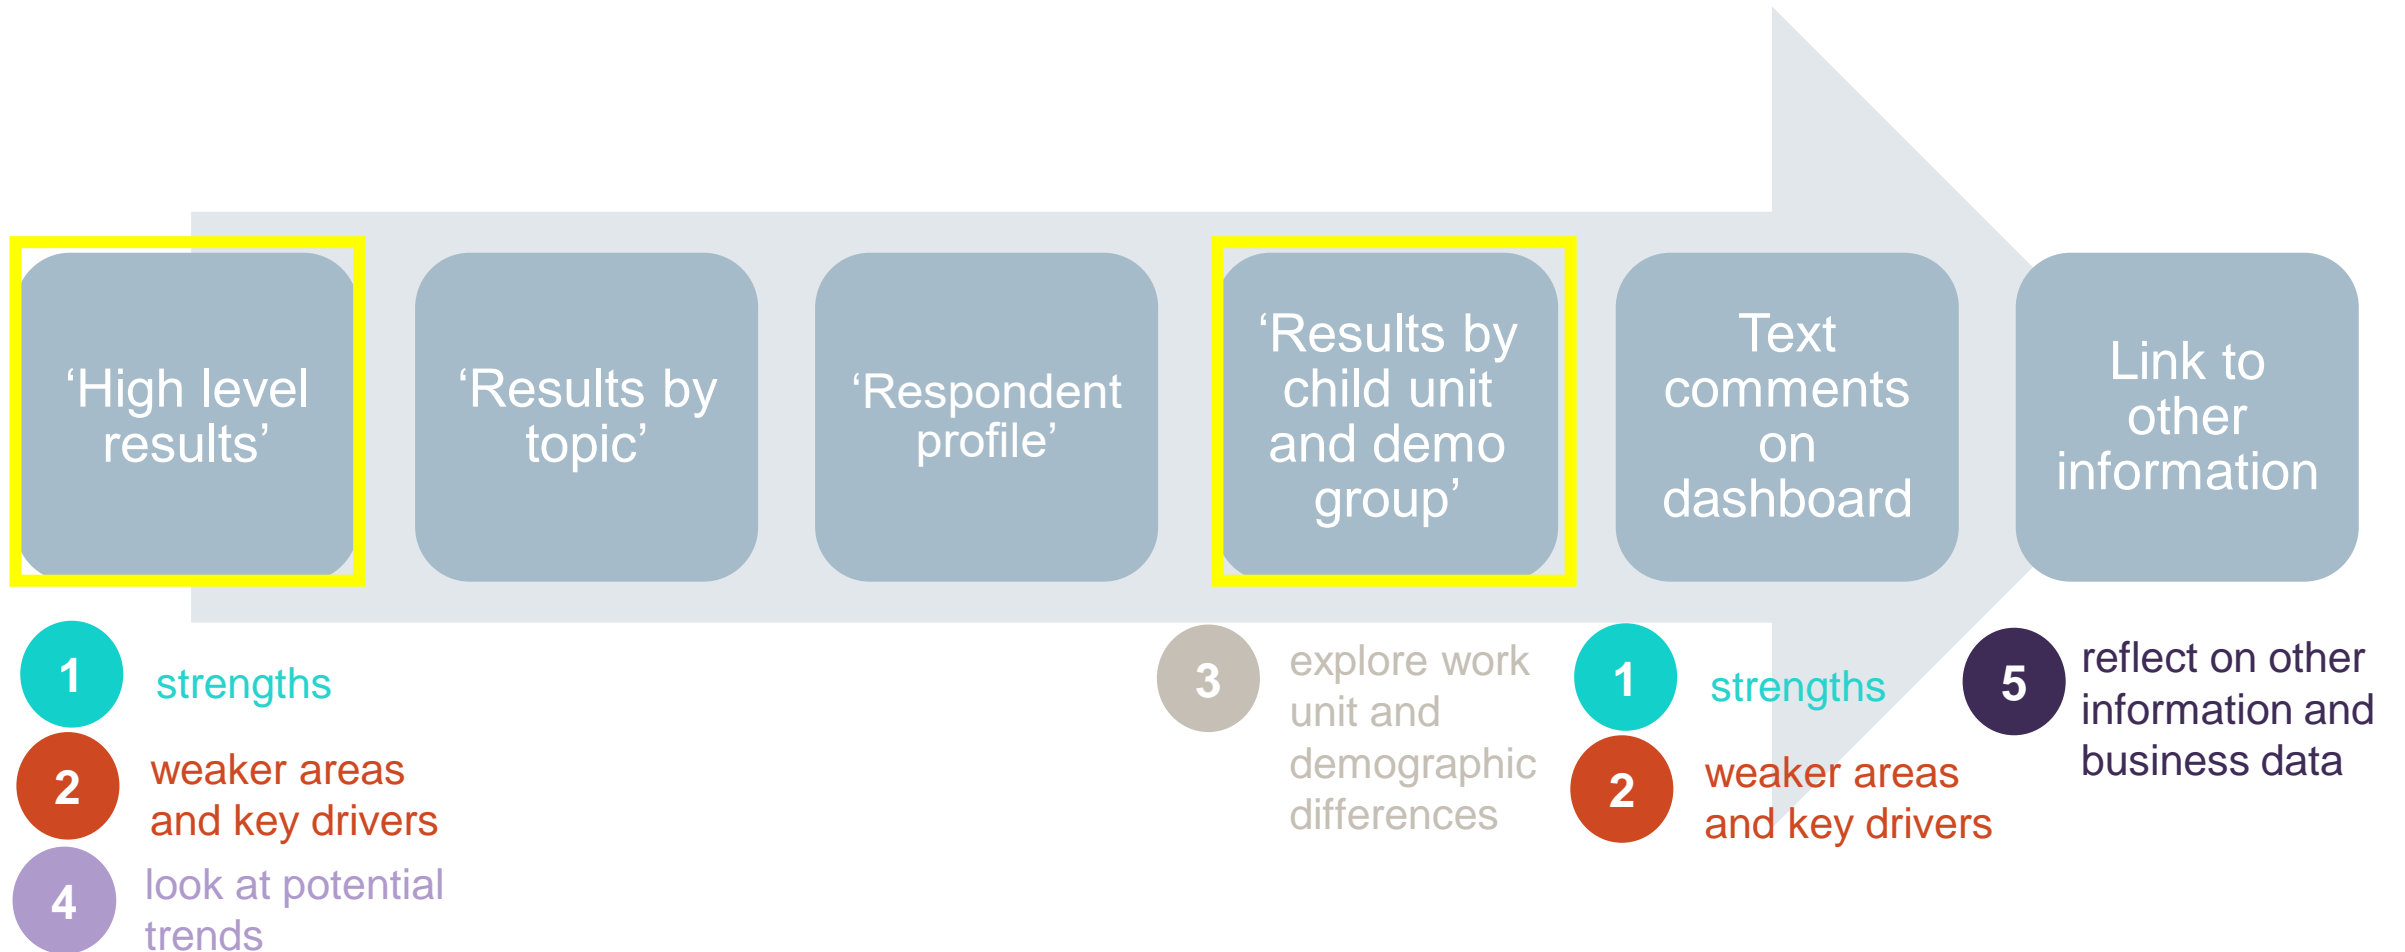 ‘High level
results’
‘Results by
topic’
‘Respondent
profile’
‘Results by
child unit
and demo
group’
Text
comments
on
dashboard
Link to
other
information
1
strengths
2
weaker areas
and key drivers
4
look at potential
trends
3
explore work
unit and
demographic
differences
1
strengths
2
weaker areas
and key drivers
5
reflect on other
information and
business data